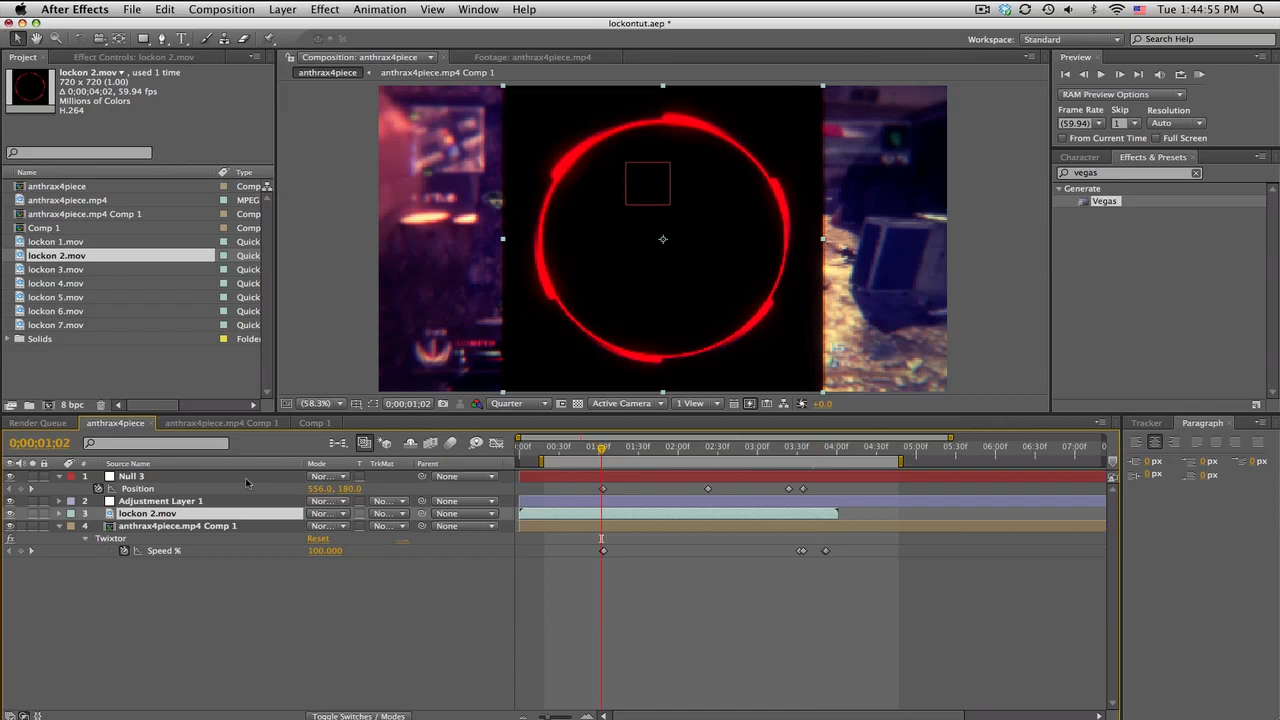 After Effects File Edit Composition Layer Effect Animation View Window Help Tue 1:44:55 PM
lockontut.aep *
Workspace: Standard Search Help
Project Effect Controls: lockon 2.mov Composition: anthrax4piece Footage: anthrax4piece.mp4 Preview
lockon 2.mov , used 1 time
720 x 720 (1.00)
Δ 0;00;04;02, 59.94 fps
Millions of Colors
H.264
anthrax4piece anthrax4piece.mp4 Comp 1
RAM Preview Options
Frame Rate Skip Resolution
(59.94) 1 Auto
From Current Time Full Screen
Character Effects & Presets
vegas
Generate
Vegas
Name Type
anthrax4piece Comp
anthrax4piece.mp4 MPEG
anthrax4piece.mp4 Comp 1 Comp
Comp 1 Comp
lockon 1.mov Quick
lockon 2.mov Quick
lockon 3.mov Quick
lockon 4.mov Quick
lockon 5.mov Quick
lockon 6.mov Quick
lockon 7.mov Quick
Solids Folder
8 bpc
(58.3%) 0;00;01;02 Quarter Active Camera 1 View +0.0
Render Queue anthrax4piece anthrax4piece.mp4 Comp 1 Comp 1 Tracker Paragraph
0;00;01;02
:00f 00:30f 01:00f 01:30f 02:00f 02:30f 03:00f 03:30f 04:00f 04:30f 05:00f 05:30f 06:00f 06:30f 07:00f
# Source Name Mode T TrkMat Parent
0 px 0 px 0 px
0 px 0 px
1 Null 3 Nor... None
Position 556.0, 180.0
2 Adjustment Layer 1 Nor... No... None
3 lockon 2.mov Nor... No... None
4 anthrax4piece.mp4 Comp 1 Nor... No... None
fx Twixtor Reset .....
Speed % 100.000
Toggle Switches / Modes